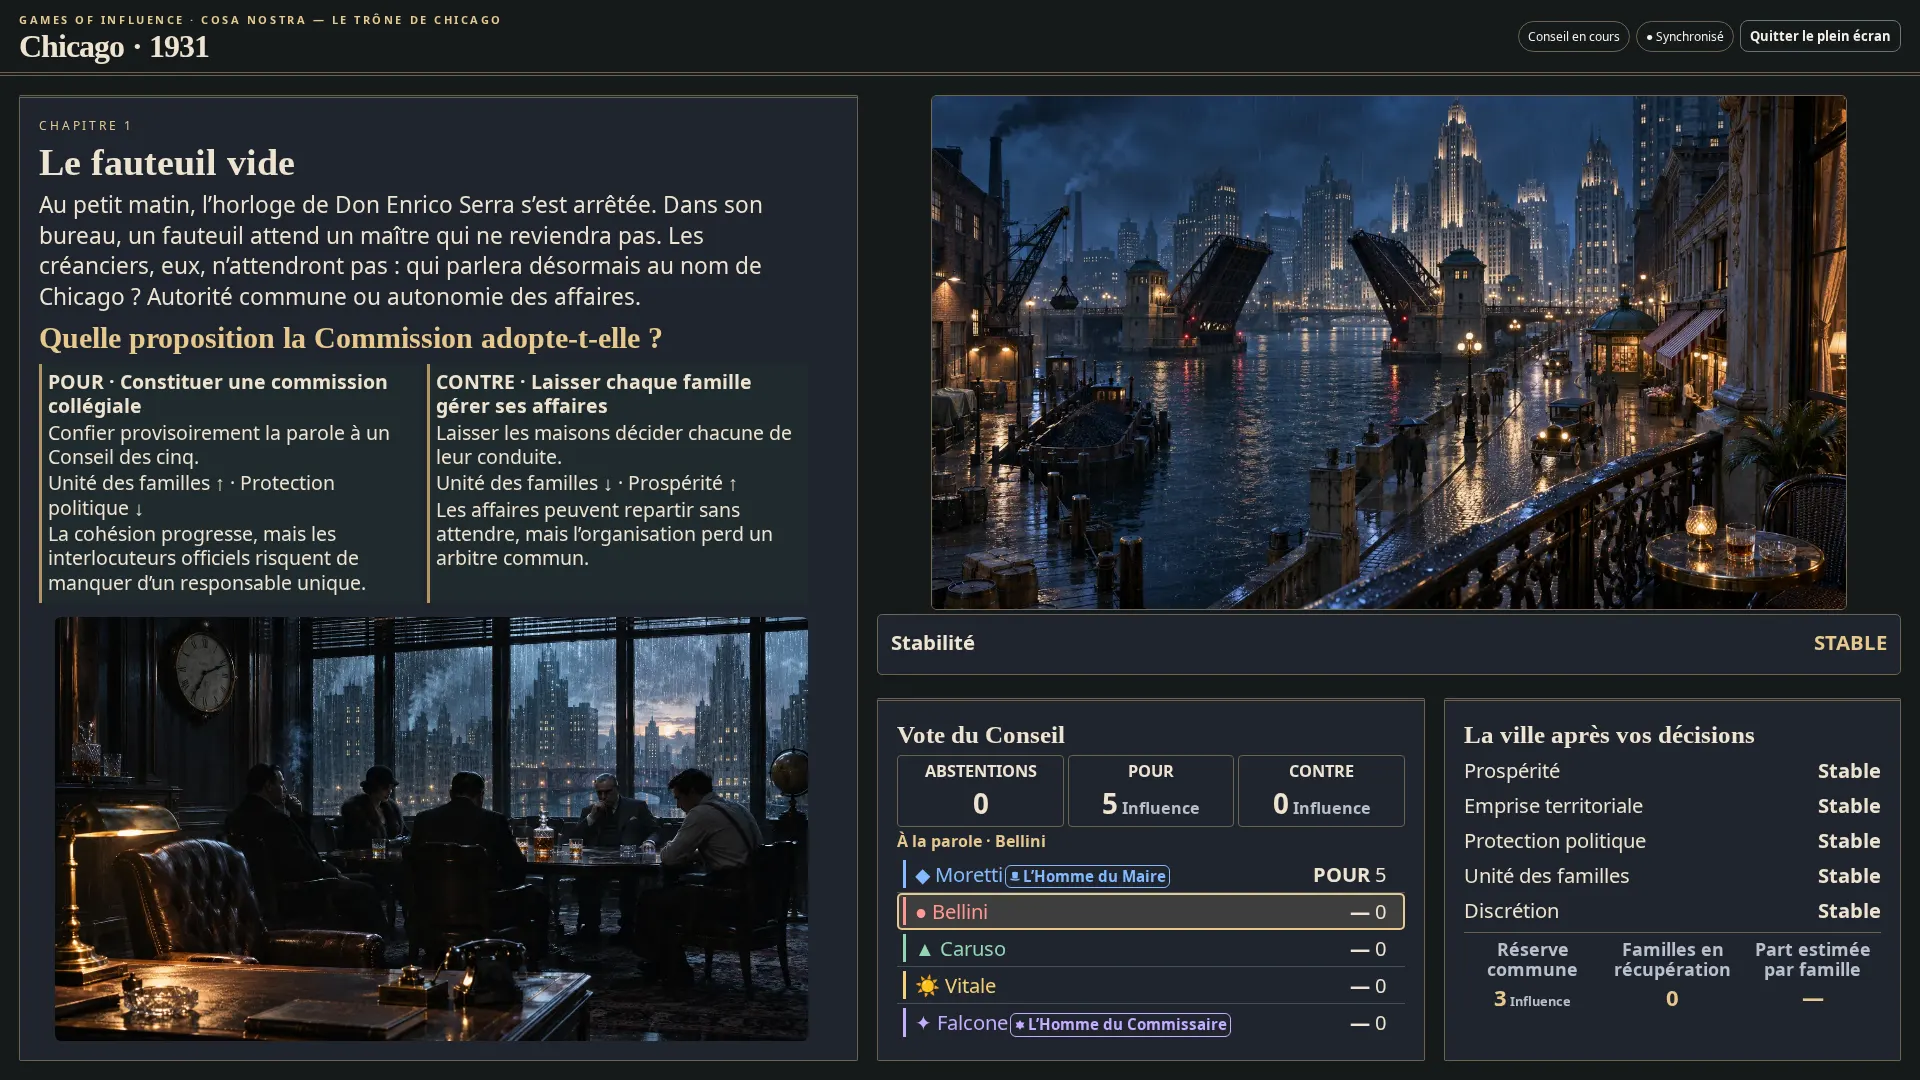 GAMES OF INFLUENCE · COSA NOSTRA — LE TRÔNE DE CHICAGO
Chicago · 1931
Conseil en cours
● Synchronisé
Quitter le plein écran
CHAPITRE 1
Le fauteuil vide
Au petit matin, l’horloge de Don Enrico Serra s’est arrêtée. Dans son
bureau, un fauteuil attend un maître qui ne reviendra pas. Les
créanciers, eux, n’attendront pas : qui parlera désormais au nom de
Chicago ? Autorité commune ou autonomie des affaires.
Quelle proposition la Commission adopte-t-elle ?
POUR · Constituer une commission
collégiale
Confier provisoirement la parole à un
Conseil des cinq.
Unité des familles ↑ · Protection
politique ↓
La cohésion progresse, mais les
interlocuteurs officiels risquent de
manquer d’un responsable unique.
CONTRE · Laisser chaque famille
gérer ses affaires
Laisser les maisons décider chacune de
leur conduite.
Unité des familles ↓ · Prospérité ↑
Les affaires peuvent repartir sans
attendre, mais l’organisation perd un
arbitre commun.
Stabilité
STABLE
Vote du Conseil
ABSTENTIONS
0
POUR
5 Influence
CONTRE
0 Influence
À la parole · Bellini
◆ Moretti L’Homme du Maire POUR 5
● Bellini — 0
▲ Caruso — 0
☀ Vitale — 0
✦ Falcone L’Homme du Commissaire — 0
La ville après vos décisions
Prospérité Stable
Emprise territoriale Stable
Protection politique Stable
Unité des familles Stable
Discrétion Stable
Réserve
commune
3 Influence
Familles en
récupération
0
Part estimée
par famille
—